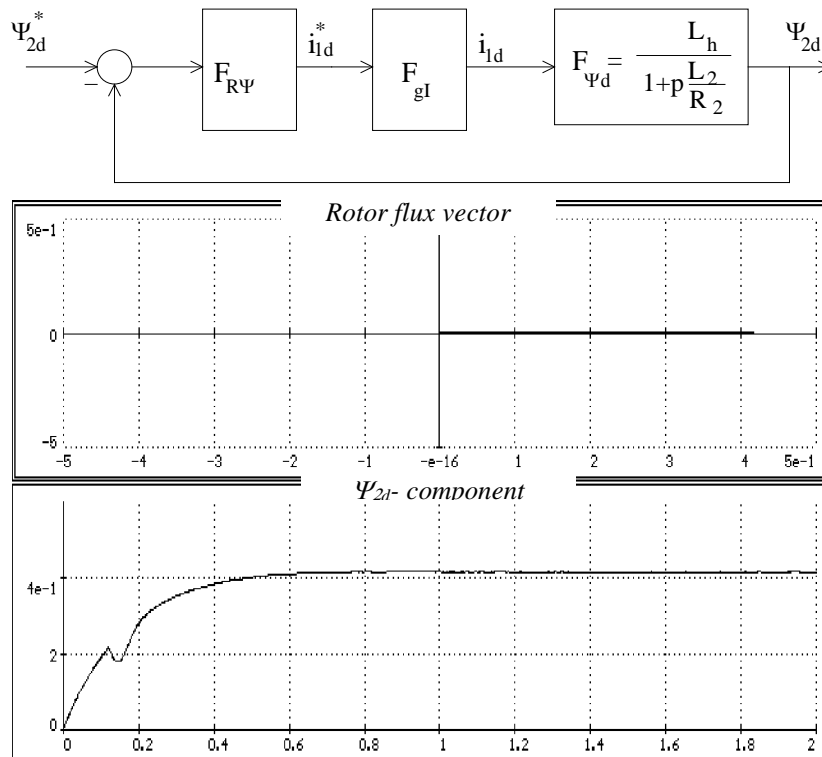 Ψ*2d
−
FRΨ
i*1d
FgI
i1d
FΨd = Lh / (1+p L2/R2)
Ψ2d
Rotor flux vector
5e-1
0
-5
-5 -4 -3 -2 -1 -e-16 1 2 3 4 5e-1
Ψ2d- component
4e-1
2
0
0 0.2 0.4 0.6 0.8 1 1.2 1.4 1.6 1.8 2